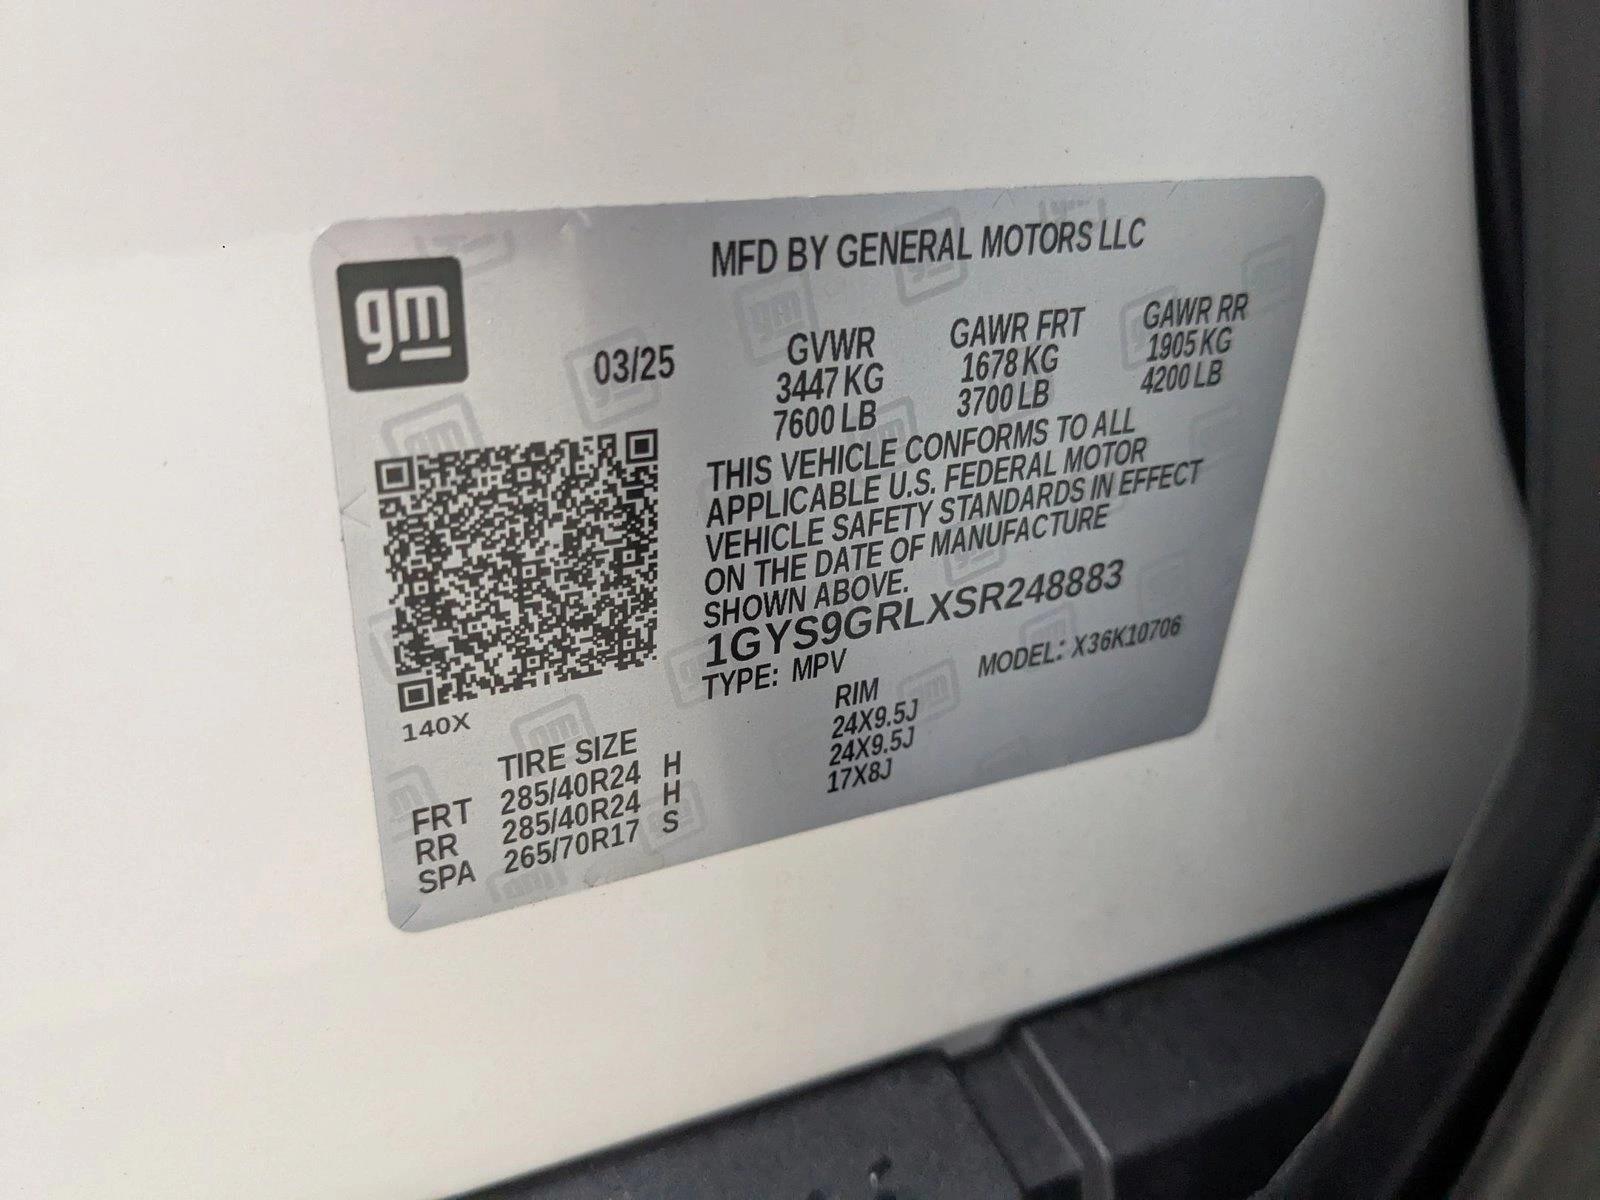 gm
MFD BY GENERAL MOTORS LLC
03/25
GVWR GAWR FRT GAWR RR
3447 KG 1678 KG 1905 KG
7600 LB 3700 LB 4200 LB
THIS VEHICLE CONFORMS TO ALL
APPLICABLE U.S. FEDERAL MOTOR
VEHICLE SAFETY STANDARDS IN EFFECT
ON THE DATE OF MANUFACTURE
SHOWN ABOVE.
1GYS9GRLXSR248883
TYPE: MPV MODEL: X36K10706
140X
TIRE SIZE RIM
FRT 285/40R24 H 24X9.5J
RR 285/40R24 H 24X9.5J
SPA 265/70R17 S 17X8J